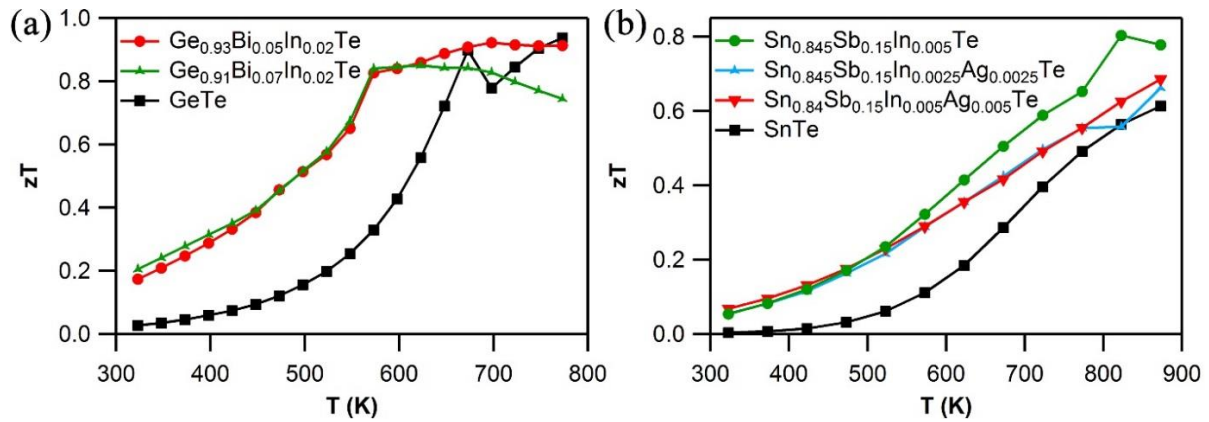 (a)
1.0
0.8
0.6
0.4
0.2
0.0
zT
Ge0.93Bi0.05In0.02Te
Ge0.91Bi0.07In0.02Te
GeTe
300 400 500 600 700 800
T (K)
(b)
0.8
0.6
0.4
0.2
0.0
zT
Sn0.845Sb0.15In0.005Te
Sn0.845Sb0.15In0.0025Ag0.0025Te
Sn0.84Sb0.15In0.005Ag0.005Te
SnTe
300 400 500 600 700 800 900
T (K)